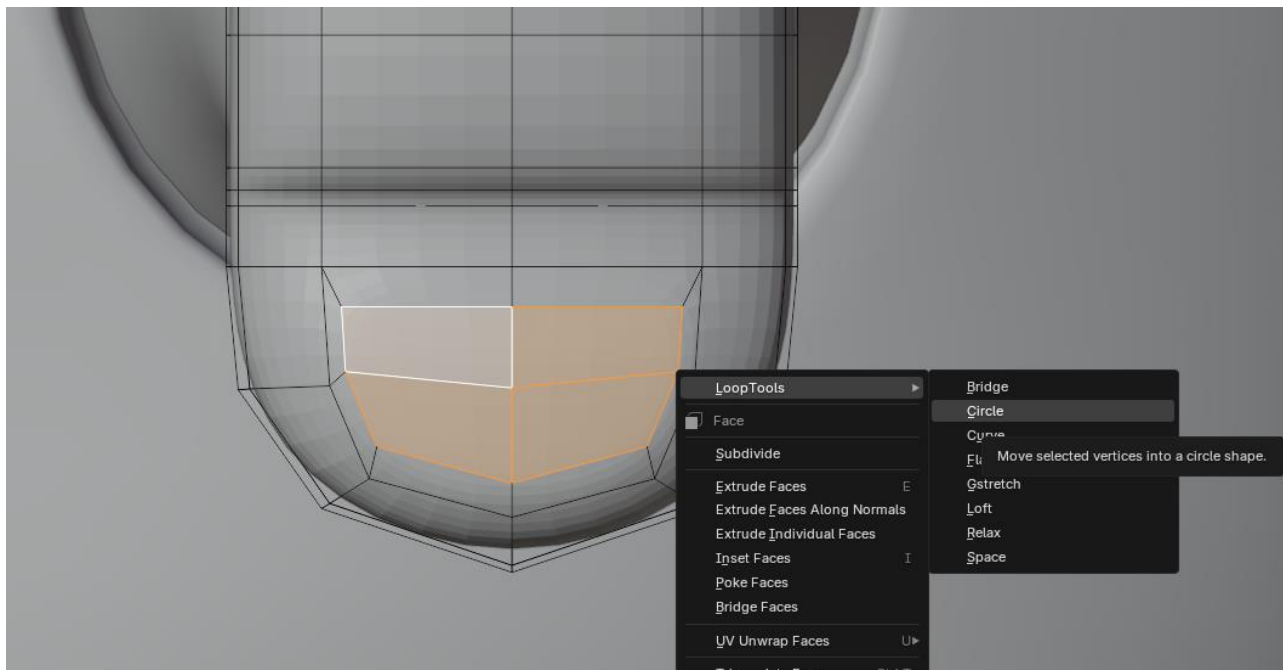 LoopTools
Face
Subdivide
Extrude Faces E
Extrude Faces Along Normals
Extrude Individual Faces
Inset Faces I
Poke Faces
Bridge Faces
UV Unwrap Faces U
Bridge
Circle
Curve
Move selected vertices into a circle shape.
Gstretch
Loft
Relax
Space